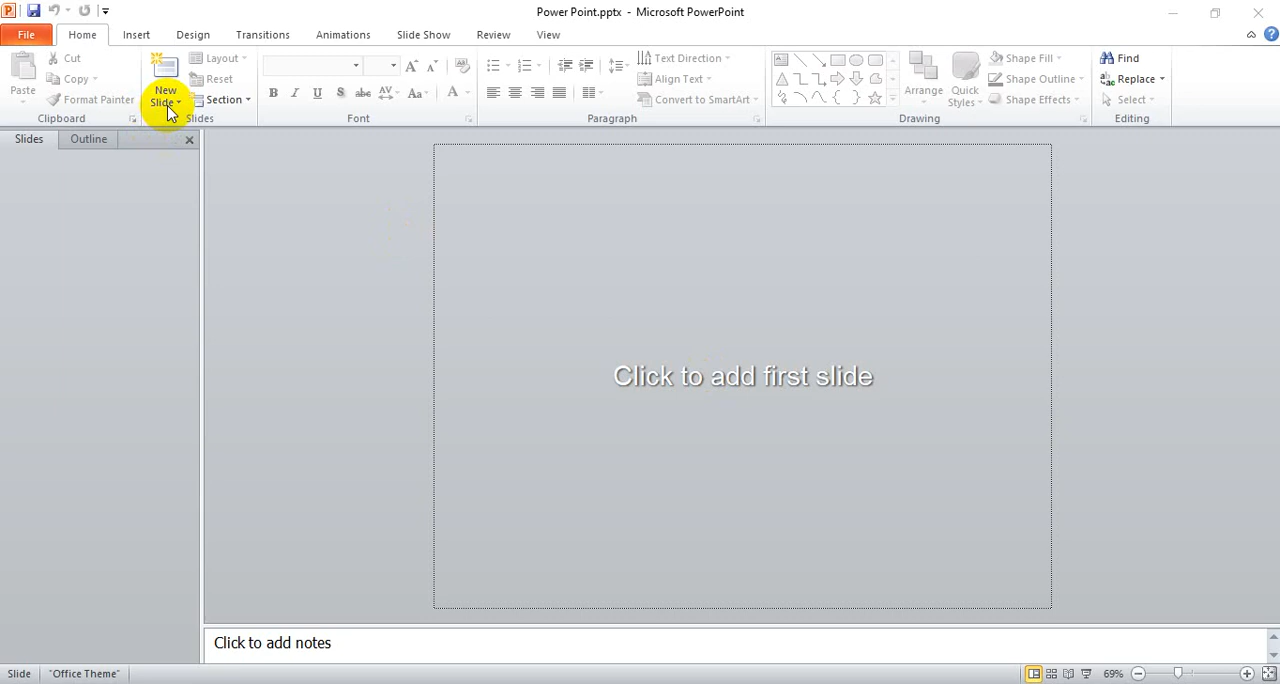 Power Point.pptx - Microsoft PowerPoint
File Home Insert Design Transitions Animations Slide Show Review View
Paste
Cut
Copy
Format Painter
Clipboard
New
Slide
Layout
Reset
Section
Slides
B I U S abc AV Aa A
Font
Text Direction
Align Text
Convert to SmartArt
Paragraph
Arrange
Quick
Styles
Shape Fill
Shape Outline
Shape Effects
Drawing
Find
Replace
Select
Editing
Slides Outline
Click to add first slide
Click to add notes
Slide "Office Theme" 69%